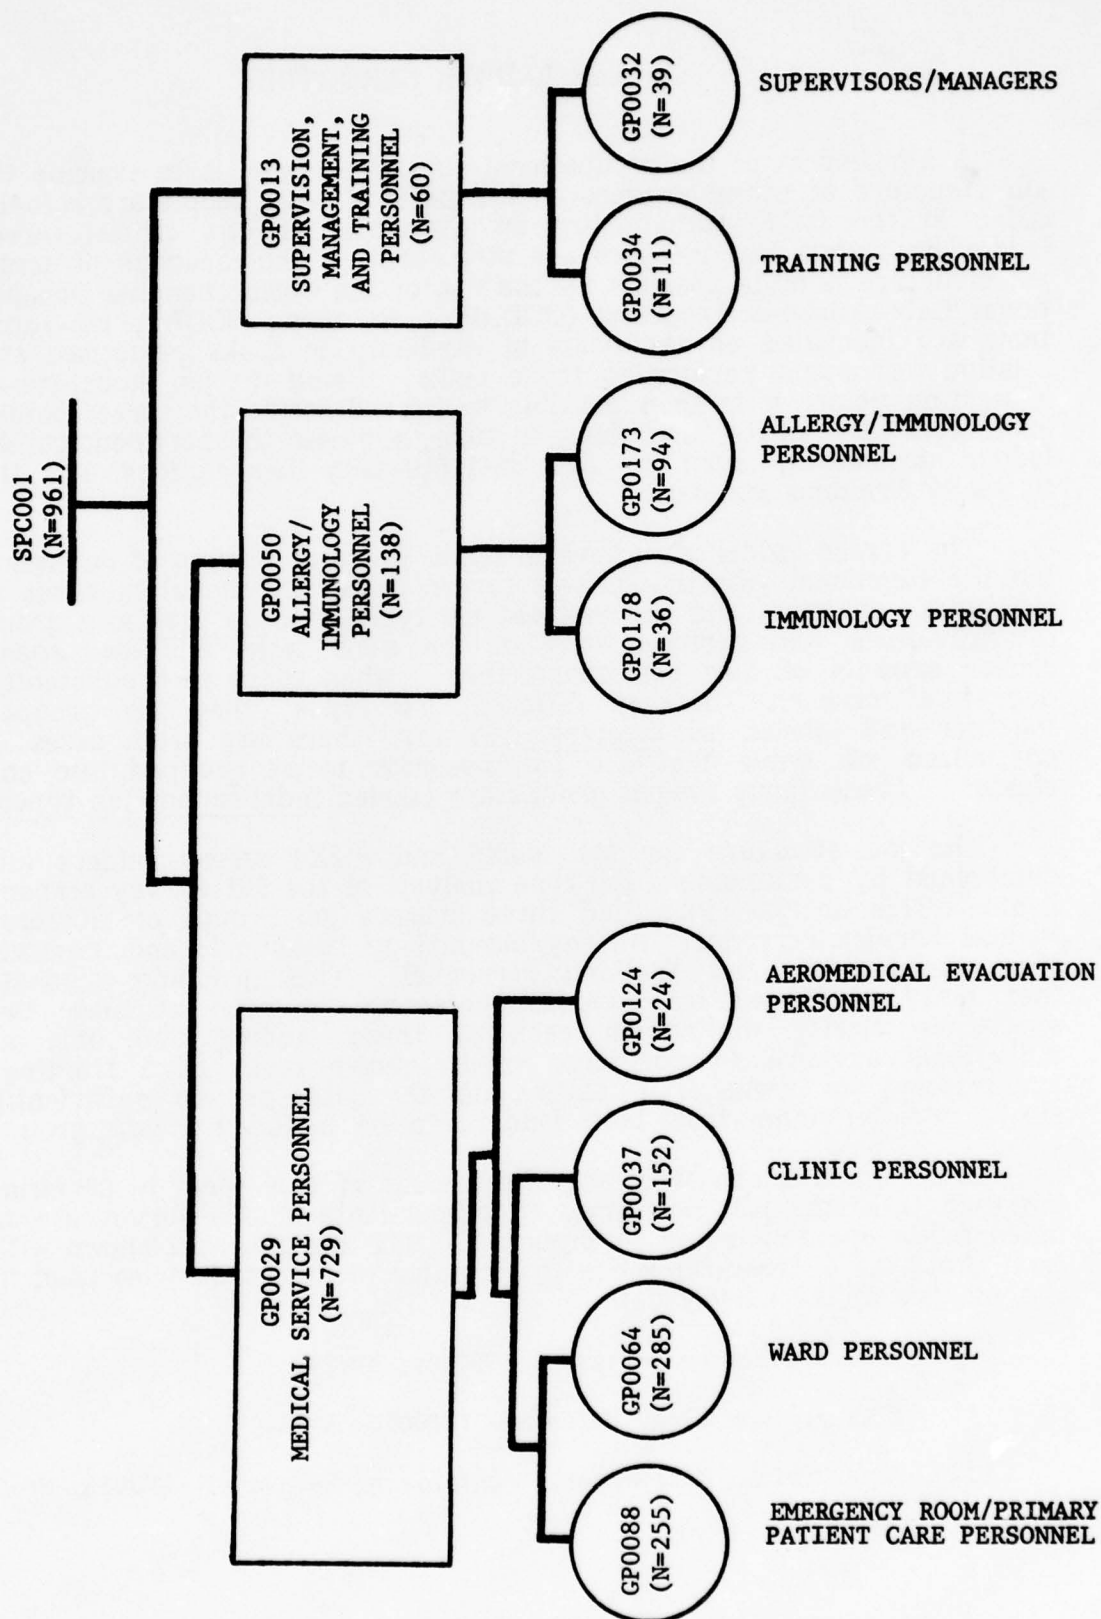 SPC001
(N=961)
GP0013
SUPERVISION,
MANAGEMENT,
AND TRAINING
PERSONNEL
(N=60)
GP0050
ALLERGY/
IMMUNOLOGY
PERSONNEL
(N=138)
GP0029
MEDICAL SERVICE PERSONNEL
(N=729)
GP0032
(N=39)
SUPERVISORS/MANAGERS
GP0034
(N=11)
TRAINING PERSONNEL
GP0173
(N=94)
ALLERGY/IMMUNOLOGY
PERSONNEL
GP0178
(N=36)
IMMUNOLOGY PERSONNEL
GP0124
(N=24)
AEROMEDICAL EVACUATION
PERSONNEL
GP0037
(N=152)
CLINIC PERSONNEL
GP0064
(N=285)
WARD PERSONNEL
GP0088
(N=255)
EMERGENCY ROOM/PRIMARY
PATIENT CARE PERSONNEL